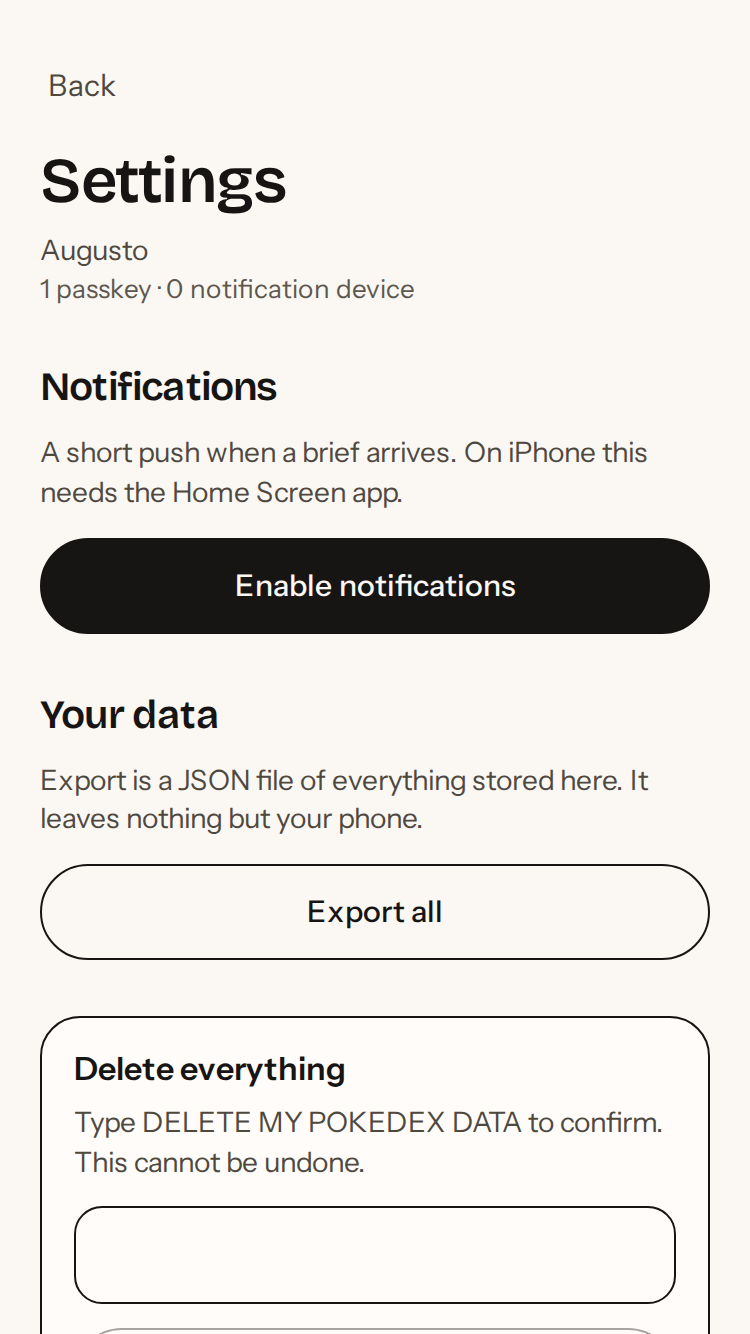 Back
Settings
Augusto
1 passkey · 0 notification device
Notifications
A short push when a brief arrives. On iPhone this
needs the Home Screen app.
Enable notifications
Your data
Export is a JSON file of everything stored here. It
leaves nothing but your phone.
Export all
Delete everything
Type DELETE MY POKEDEX DATA to confirm.
This cannot be undone.